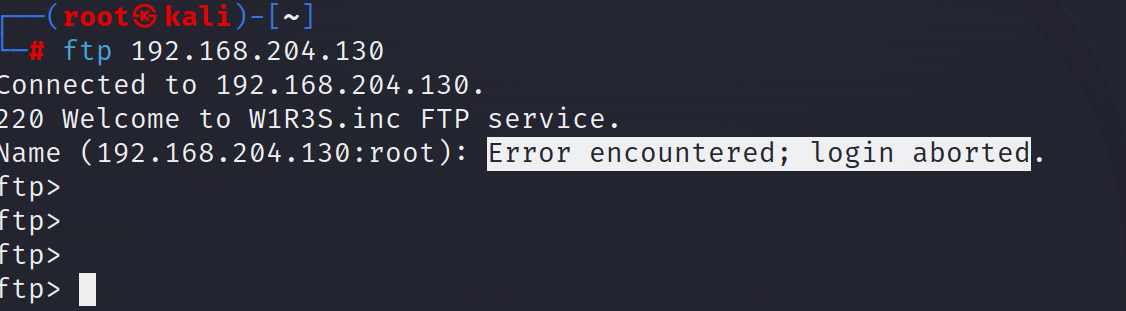 (root㉿kali)-[~]
# ftp 192.168.204.130
Connected to 192.168.204.130.
220 Welcome to W1R3S.inc FTP service.
Name (192.168.204.130:root): Error encountered; login aborted.
ftp>
ftp>
ftp>
ftp>